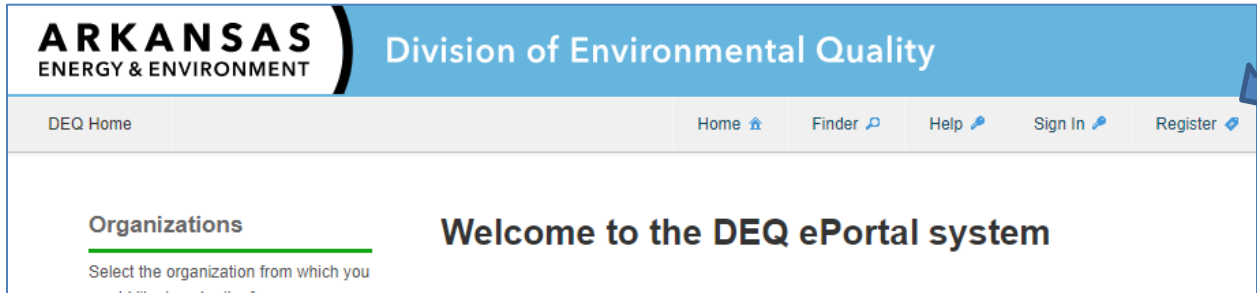 ARKANSAS
ENERGY & ENVIRONMENT
Division of Environmental Quality
DEQ Home Home Finder Help Sign In Register
Organizations
Welcome to the DEQ ePortal system
Select the organization from which you